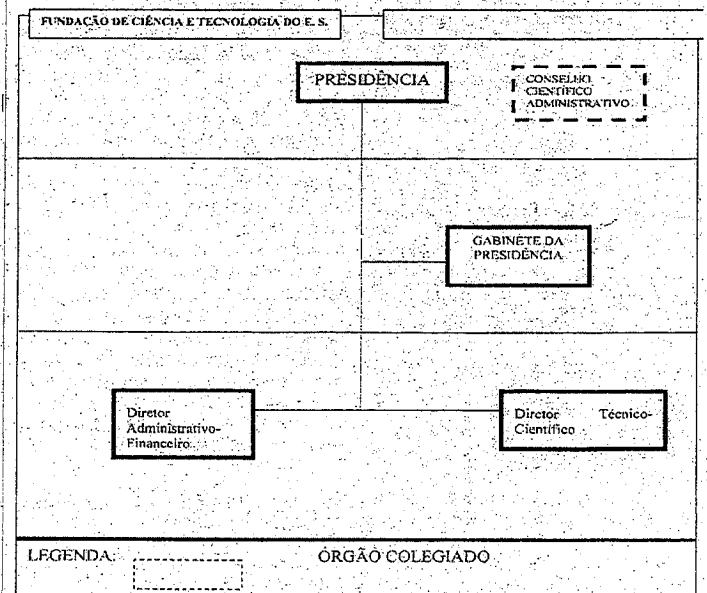 FUNDAÇÃO DE CIÊNCIA E TECNOLOGIA DO E. S.
PRESIDÊNCIA
CONSELHO
CIENTÍFICO
ADMINISTRATIVO
GABINETE DA
PRESIDÊNCIA
Diretor
Administrativo-
Financeiro
Diretor Técnico-
Científico
LEGENDA:
ÓRGÃO COLEGIADO